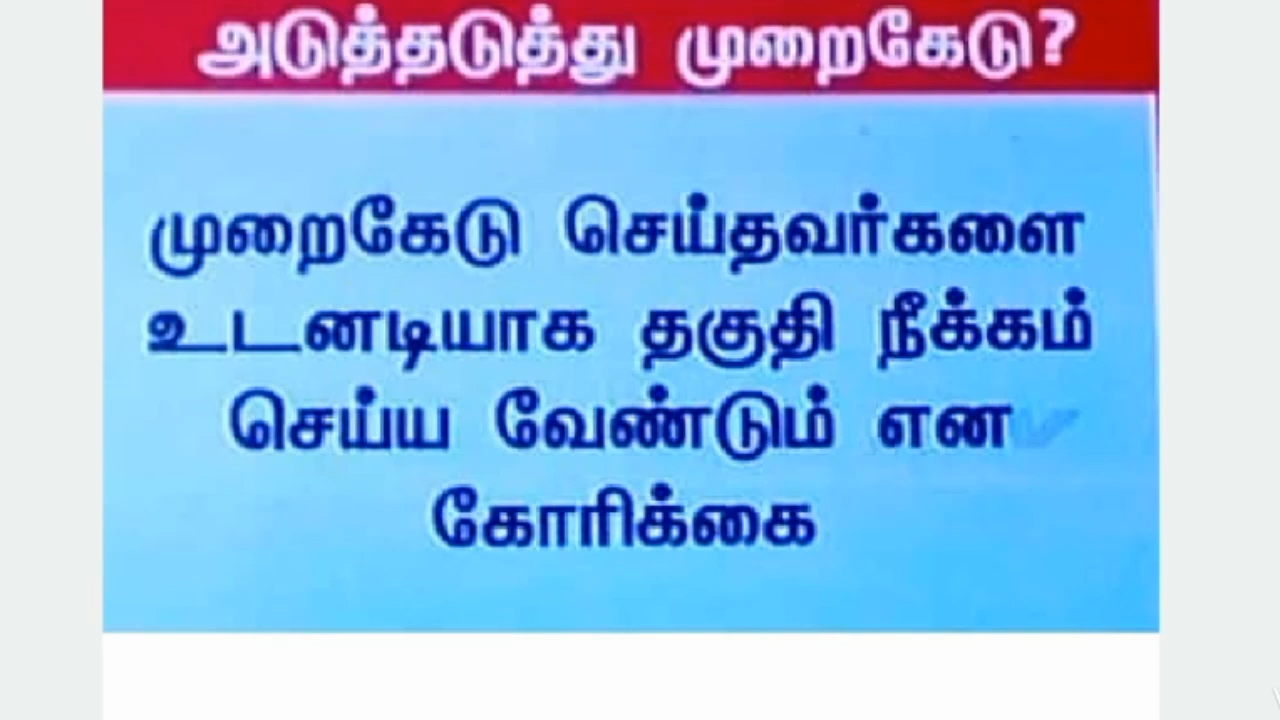 அடுத்தடுத்து முறைகேடு?
முறைகேடு செய்தவர்களை
உடனடியாக தகுதி நீக்கம்
செய்ய வேண்டும் என
கோரிக்கை